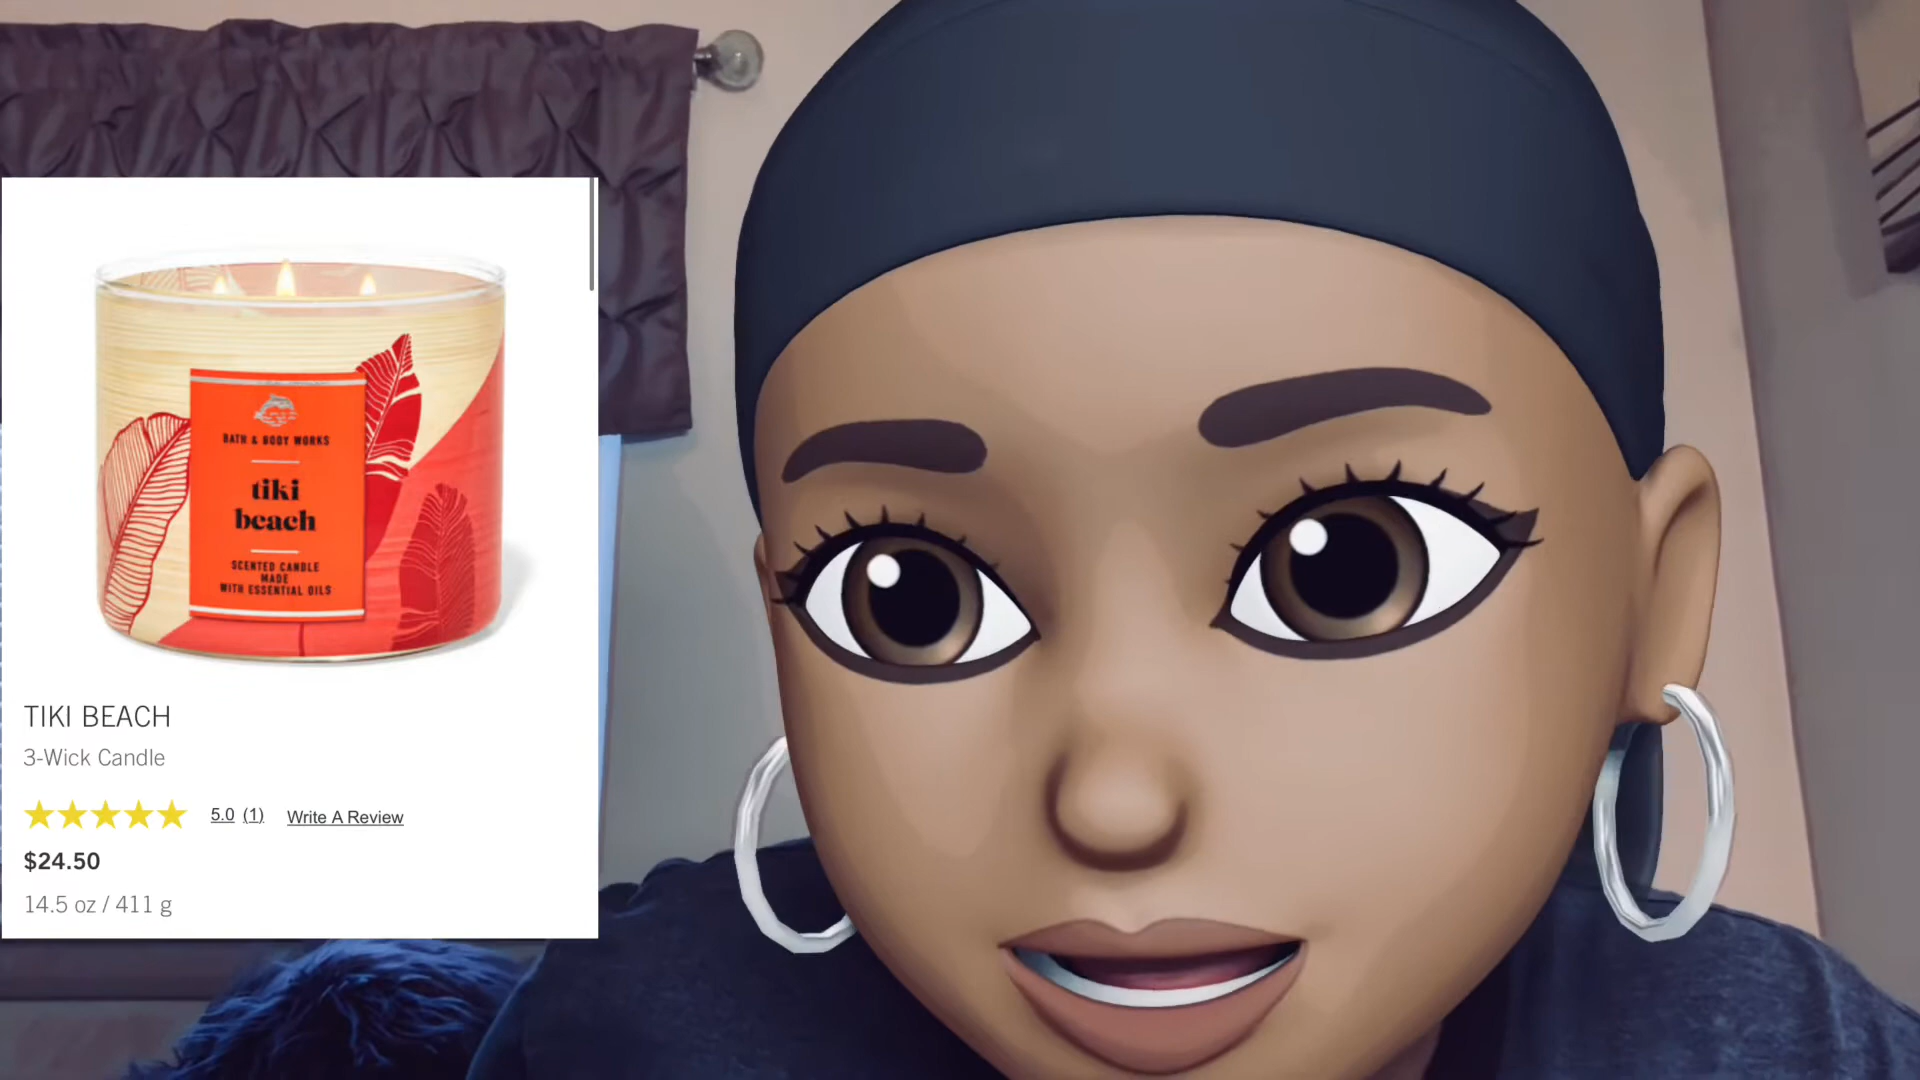 BATH & BODY WORKS
tiki
beach
SCENTED CANDLE
MADE
WITH ESSENTIAL OILS
TIKI BEACH
3-Wick Candle
5.0 (1) Write A Review
$24.50
14.5 oz / 411 g